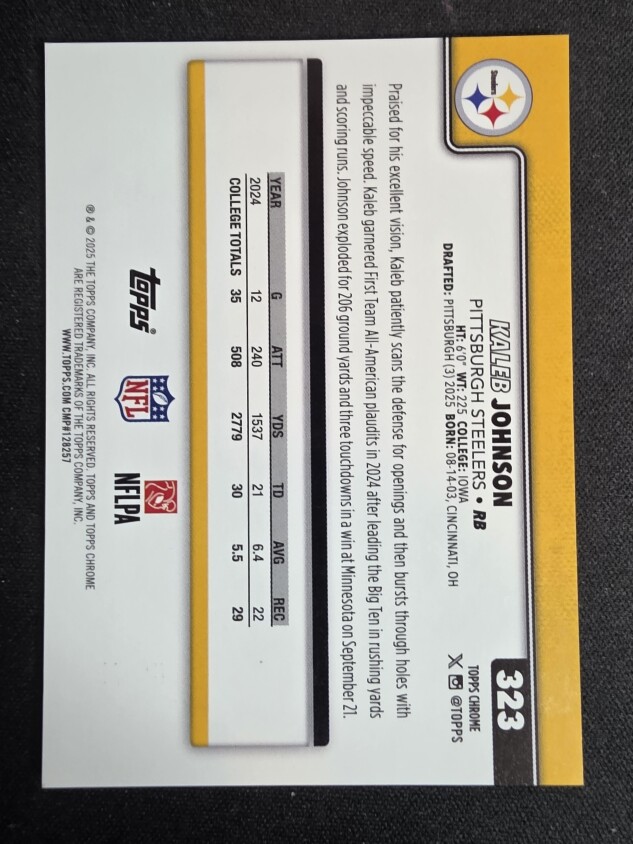 Steelers
323
KALEB JOHNSON
PITTSBURGH STEELERS • RB
HT: 6'0" WT: 225 COLLEGE: IOWA
DRAFTED: PITTSBURGH (3) 2025 BORN: 08-14-03, CINCINNATI, OH
TOPPS CHROME
X @TOPPS
Praised for his excellent vision, Kaleb patiently scans the defense for openings and then bursts through holes with
impeccable speed. Kaleb garnered First Team All-American plaudits in 2024 after leading the Big Ten in rushing yards
and scoring runs. Johnson exploded for 206 ground yards and three touchdowns in a win at Minnesota on September 21.
YEAR G ATT YDS TD AVG REC
2024 12 240 1537 21 6.4 22
COLLEGE TOTALS 35 508 2779 30 5.5 29
topps®
NFL
NFLPA
® & © 2025 THE TOPPS COMPANY, INC. ALL RIGHTS RESERVED. TOPPS AND TOPPS CHROME
ARE REGISTERED TRADEMARKS OF THE TOPPS COMPANY, INC.
WWW.TOPPS.COM CMP#128257